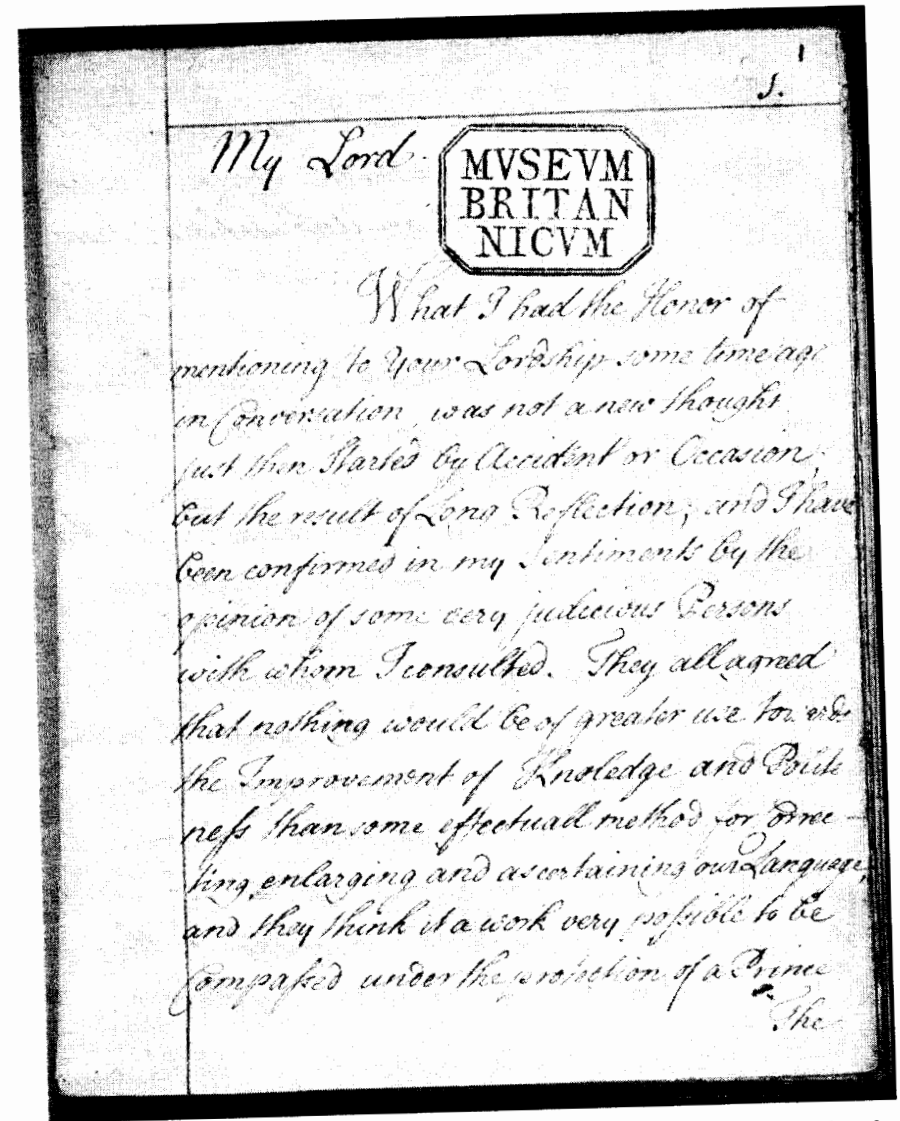 1
1.
My Lord.
MVSEVM
BRITAN
NICVM
What I had the Honor of
mentioning to Your Lordship some time ago
in Conversation, was not a new thought
just then Started by Accident or Occasion,
but the result of Long Reflection; and I have
been confirmed in my Sentiments by the
opinion of some very judicious Persons
with whom I consulted. They all agreed
that nothing would be of greater use towards
the Improvement of Knoledge and Polite
ness than some effectuall method for Correc–
ting enlarging and ascertaining our Language,
and they think it a work very possible to be
Compassed under the protection of a Prince
The